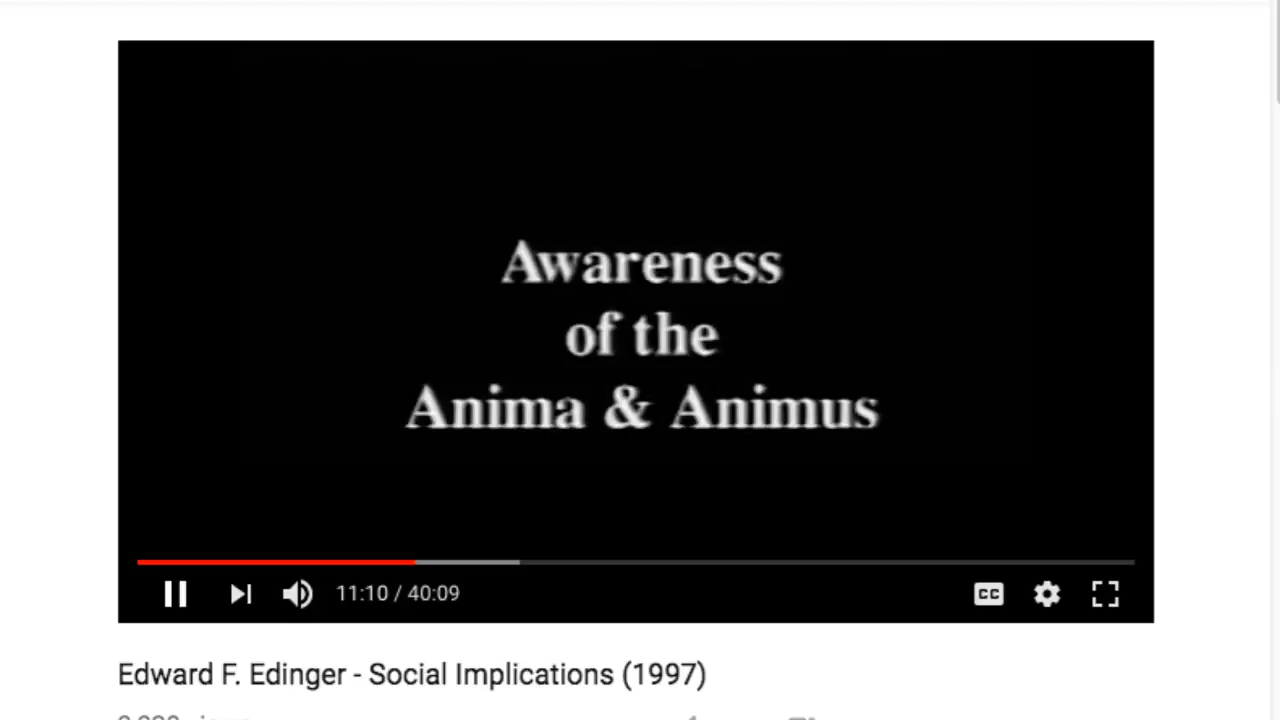 Awareness
of the
Anima & Animus
11:10 / 40:09
CC
Edward F. Edinger - Social Implications (1997)